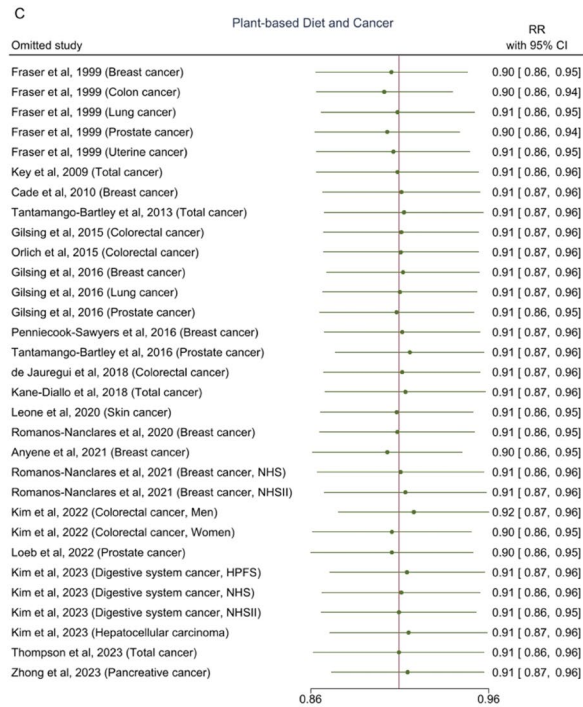 C
Plant-based Diet and Cancer
RR
Omitted study with 95% CI
Fraser et al, 1999 (Breast cancer) 0.90 [ 0.86, 0.95]
Fraser et al, 1999 (Colon cancer) 0.90 [ 0.86, 0.94]
Fraser et al, 1999 (Lung cancer) 0.91 [ 0.86, 0.95]
Fraser et al, 1999 (Prostate cancer) 0.90 [ 0.86, 0.94]
Fraser et al, 1999 (Uterine cancer) 0.91 [ 0.86, 0.95]
Key et al, 2009 (Total cancer) 0.91 [ 0.86, 0.96]
Cade et al, 2010 (Breast cancer) 0.91 [ 0.87, 0.96]
Tantamango-Bartley et al, 2013 (Total cancer) 0.91 [ 0.87, 0.96]
Gilsing et al, 2015 (Colorectal cancer) 0.91 [ 0.87, 0.96]
Orlich et al, 2015 (Colorectal cancer) 0.91 [ 0.87, 0.96]
Gilsing et al, 2016 (Breast cancer) 0.91 [ 0.87, 0.96]
Gilsing et al, 2016 (Lung cancer) 0.91 [ 0.87, 0.96]
Gilsing et al, 2016 (Prostate cancer) 0.91 [ 0.86, 0.95]
Penniecook-Sawyers et al, 2016 (Breast cancer) 0.91 [ 0.87, 0.96]
Tantamango-Bartley et al, 2016 (Prostate cancer) 0.91 [ 0.87, 0.96]
de Jauregui et al, 2018 (Colorectal cancer) 0.91 [ 0.87, 0.96]
Kane-Diallo et al, 2018 (Total cancer) 0.91 [ 0.87, 0.96]
Leone et al, 2020 (Skin cancer) 0.91 [ 0.86, 0.95]
Romanos-Nanclares et al, 2020 (Breast cancer) 0.91 [ 0.86, 0.95]
Anyene et al, 2021 (Breast cancer) 0.90 [ 0.86, 0.95]
Romanos-Nanclares et al, 2021 (Breast cancer, NHS) 0.91 [ 0.86, 0.96]
Romanos-Nanclares et al, 2021 (Breast cancer, NHSII) 0.91 [ 0.87, 0.96]
Kim et al, 2022 (Colorectal cancer, Men) 0.92 [ 0.87, 0.96]
Kim et al, 2022 (Colorectal cancer, Women) 0.90 [ 0.86, 0.95]
Loeb et al, 2022 (Prostate cancer) 0.90 [ 0.86, 0.95]
Kim et al, 2023 (Digestive system cancer, HPFS) 0.91 [ 0.87, 0.96]
Kim et al, 2023 (Digestive system cancer, NHS) 0.91 [ 0.87, 0.96]
Kim et al, 2023 (Digestive system cancer, NHSII) 0.91 [ 0.86, 0.95]
Kim et al, 2023 (Hepatocellular carcinoma) 0.91 [ 0.87, 0.96]
Thompson et al, 2023 (Total cancer) 0.91 [ 0.86, 0.96]
Zhong et al, 2023 (Pancreative cancer) 0.91 [ 0.87, 0.96]
0.86 0.96